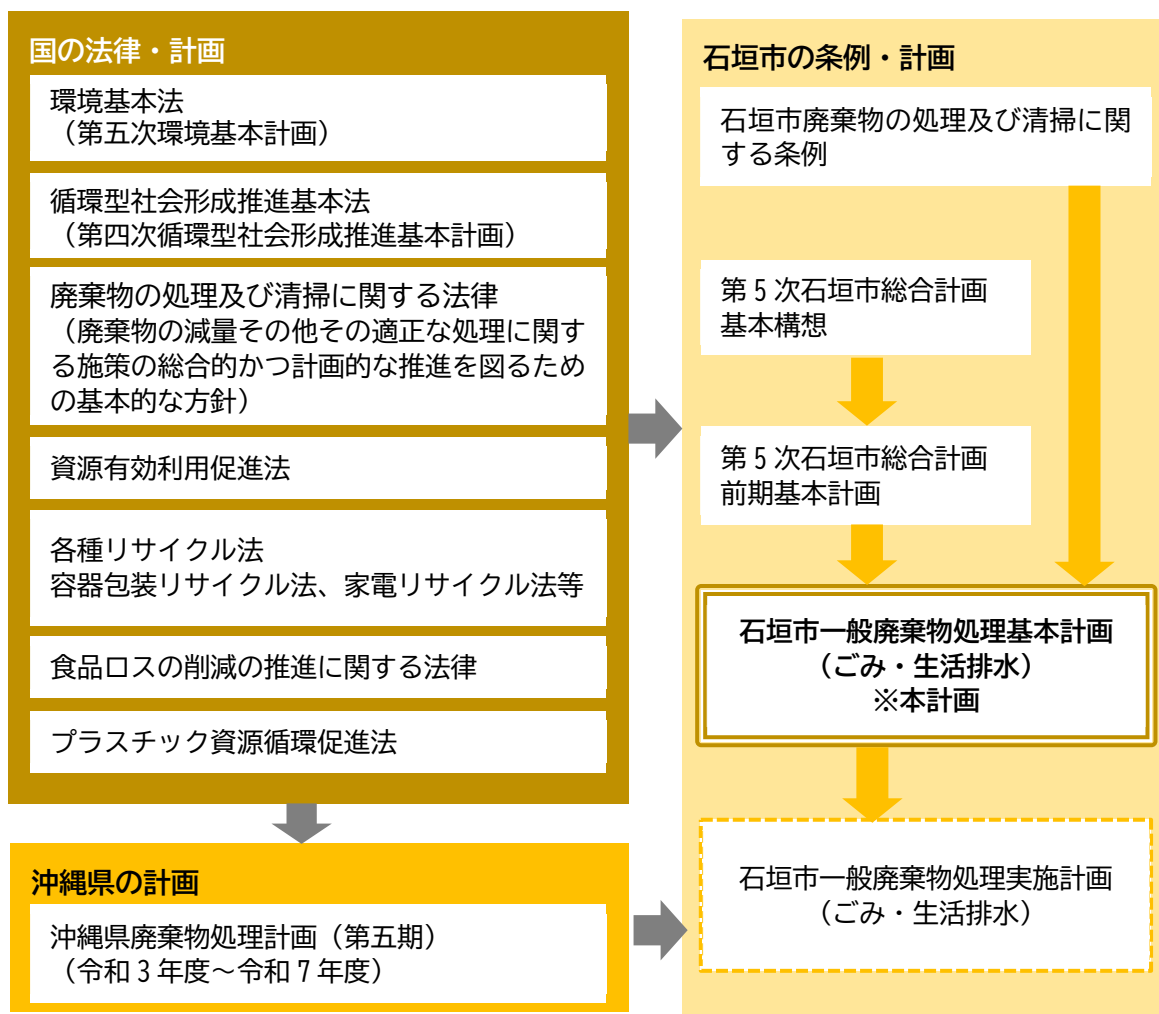 国の法律・計画
環境基本法
（第五次環境基本計画）
循環型社会形成推進基本法
（第四次循環型社会形成推進基本計画）
廃棄物の処理及び清掃に関する法律
（廃棄物の減量その他その適正な処理に関す
る施策の総合的かつ計画的な推進を図るため
の基本的な方針）
資源有効利用促進法
各種リサイクル法
容器包装リサイクル法、家電リサイクル法等
食品ロスの削減の推進に関する法律
プラスチック資源循環促進法
沖縄県の計画
沖縄県廃棄物処理計画（第五期）
（令和３年度～令和７年度）
石垣市の条例・計画
石垣市廃棄物の処理及び清掃に関
する条例
第５次石垣市総合計画
基本構想
第５次石垣市総合計画
前期基本計画
石垣市一般廃棄物処理基本計画
（ごみ・生活排水）
※本計画
石垣市一般廃棄物処理実施計画
（ごみ・生活排水）